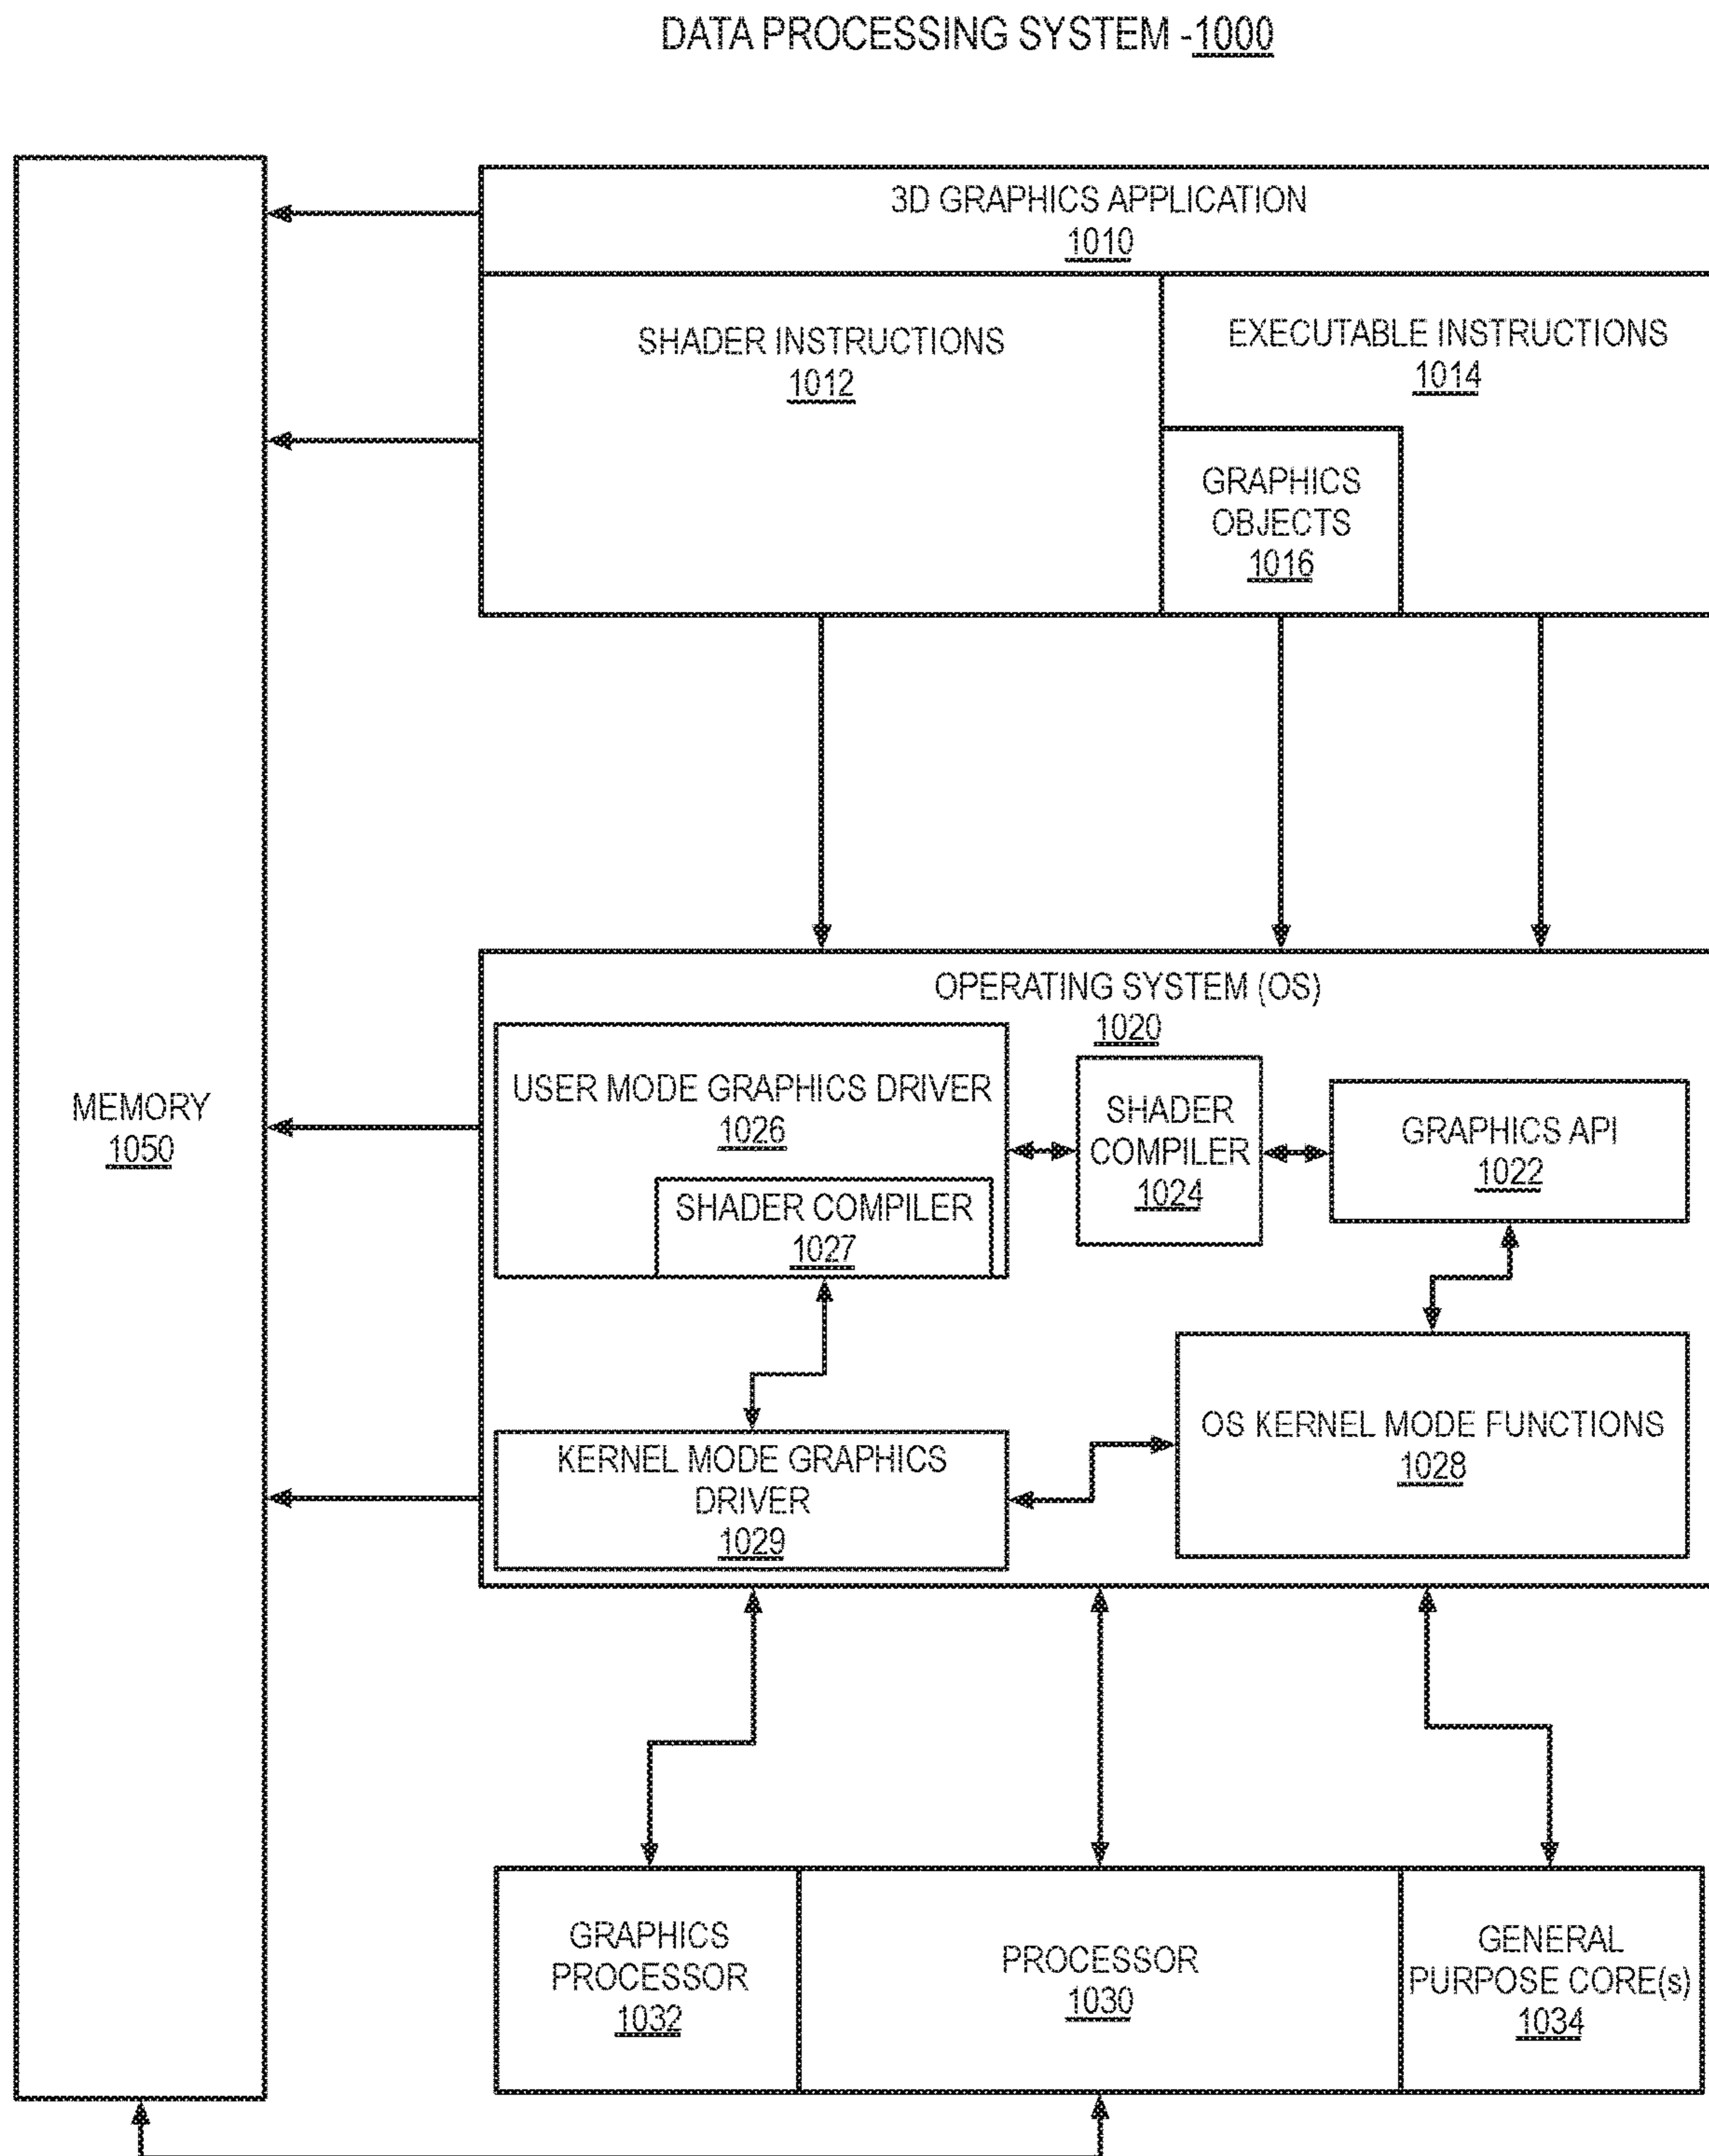 DATA PROCESSING SYSTEM -1000
3D GRAPHICS APPLICATION
1010
SHADER INSTRUCTIONS
1012
EXECUTABLE INSTRUCTIONS
1014
GRAPHICS
OBJECTS
1016
OPERATING SYSTEM (OS)
1020
USER MODE GRAPHICS DRIVER
1026
SHADER COMPILER
1027
SHADER
COMPILER
1024
GRAPHICS API
1022
MEMORY
1050
KERNEL MODE GRAPHICS
DRIVER
1029
OS KERNEL MODE FUNCTIONS
1028
GRAPHICS
PROCESSOR
1032
PROCESSOR
1030
GENERAL
PURPOSE CORE(s)
1034